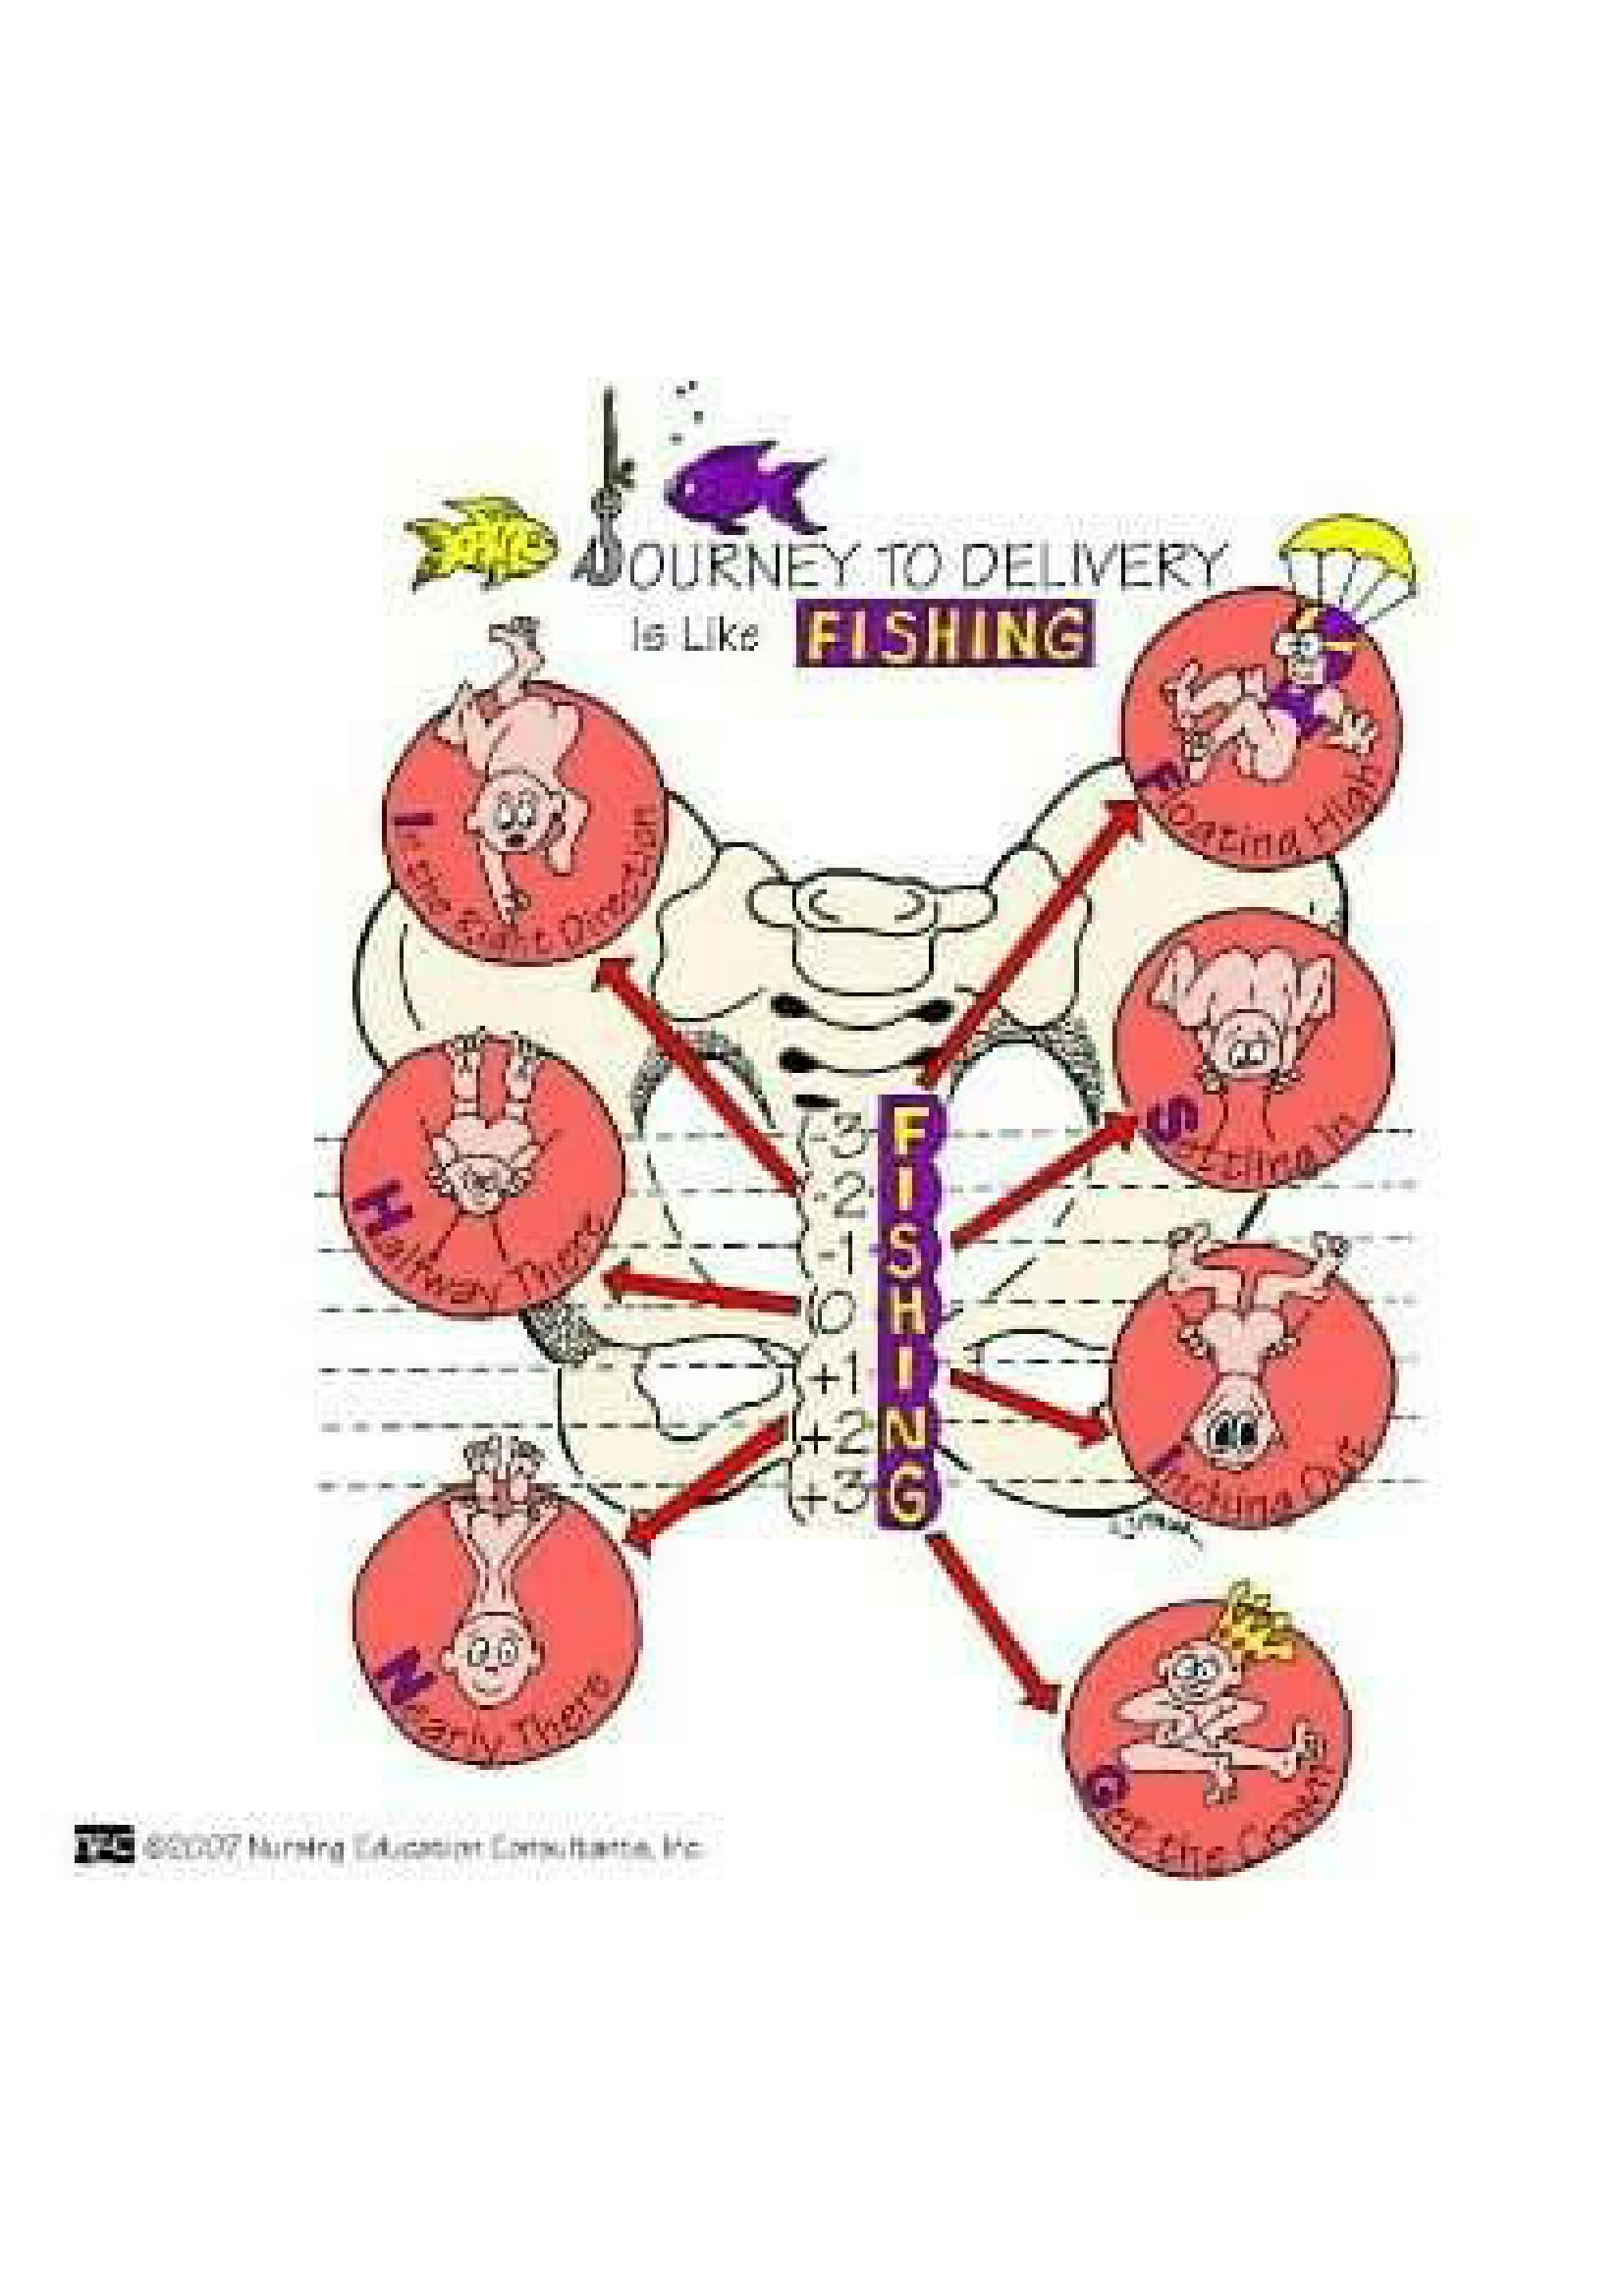 A JOURNEY TO DELIVERY
Is Like FISHING
Floating High
In the Right Direction
Settling In
Halfway There
Inching Out
Nearly There
Get the Crown
-3 F
-2 I
-1 S
0 H
+1 I
+2 N
+3 G
©2007 Nursing Education Consultants, Inc.